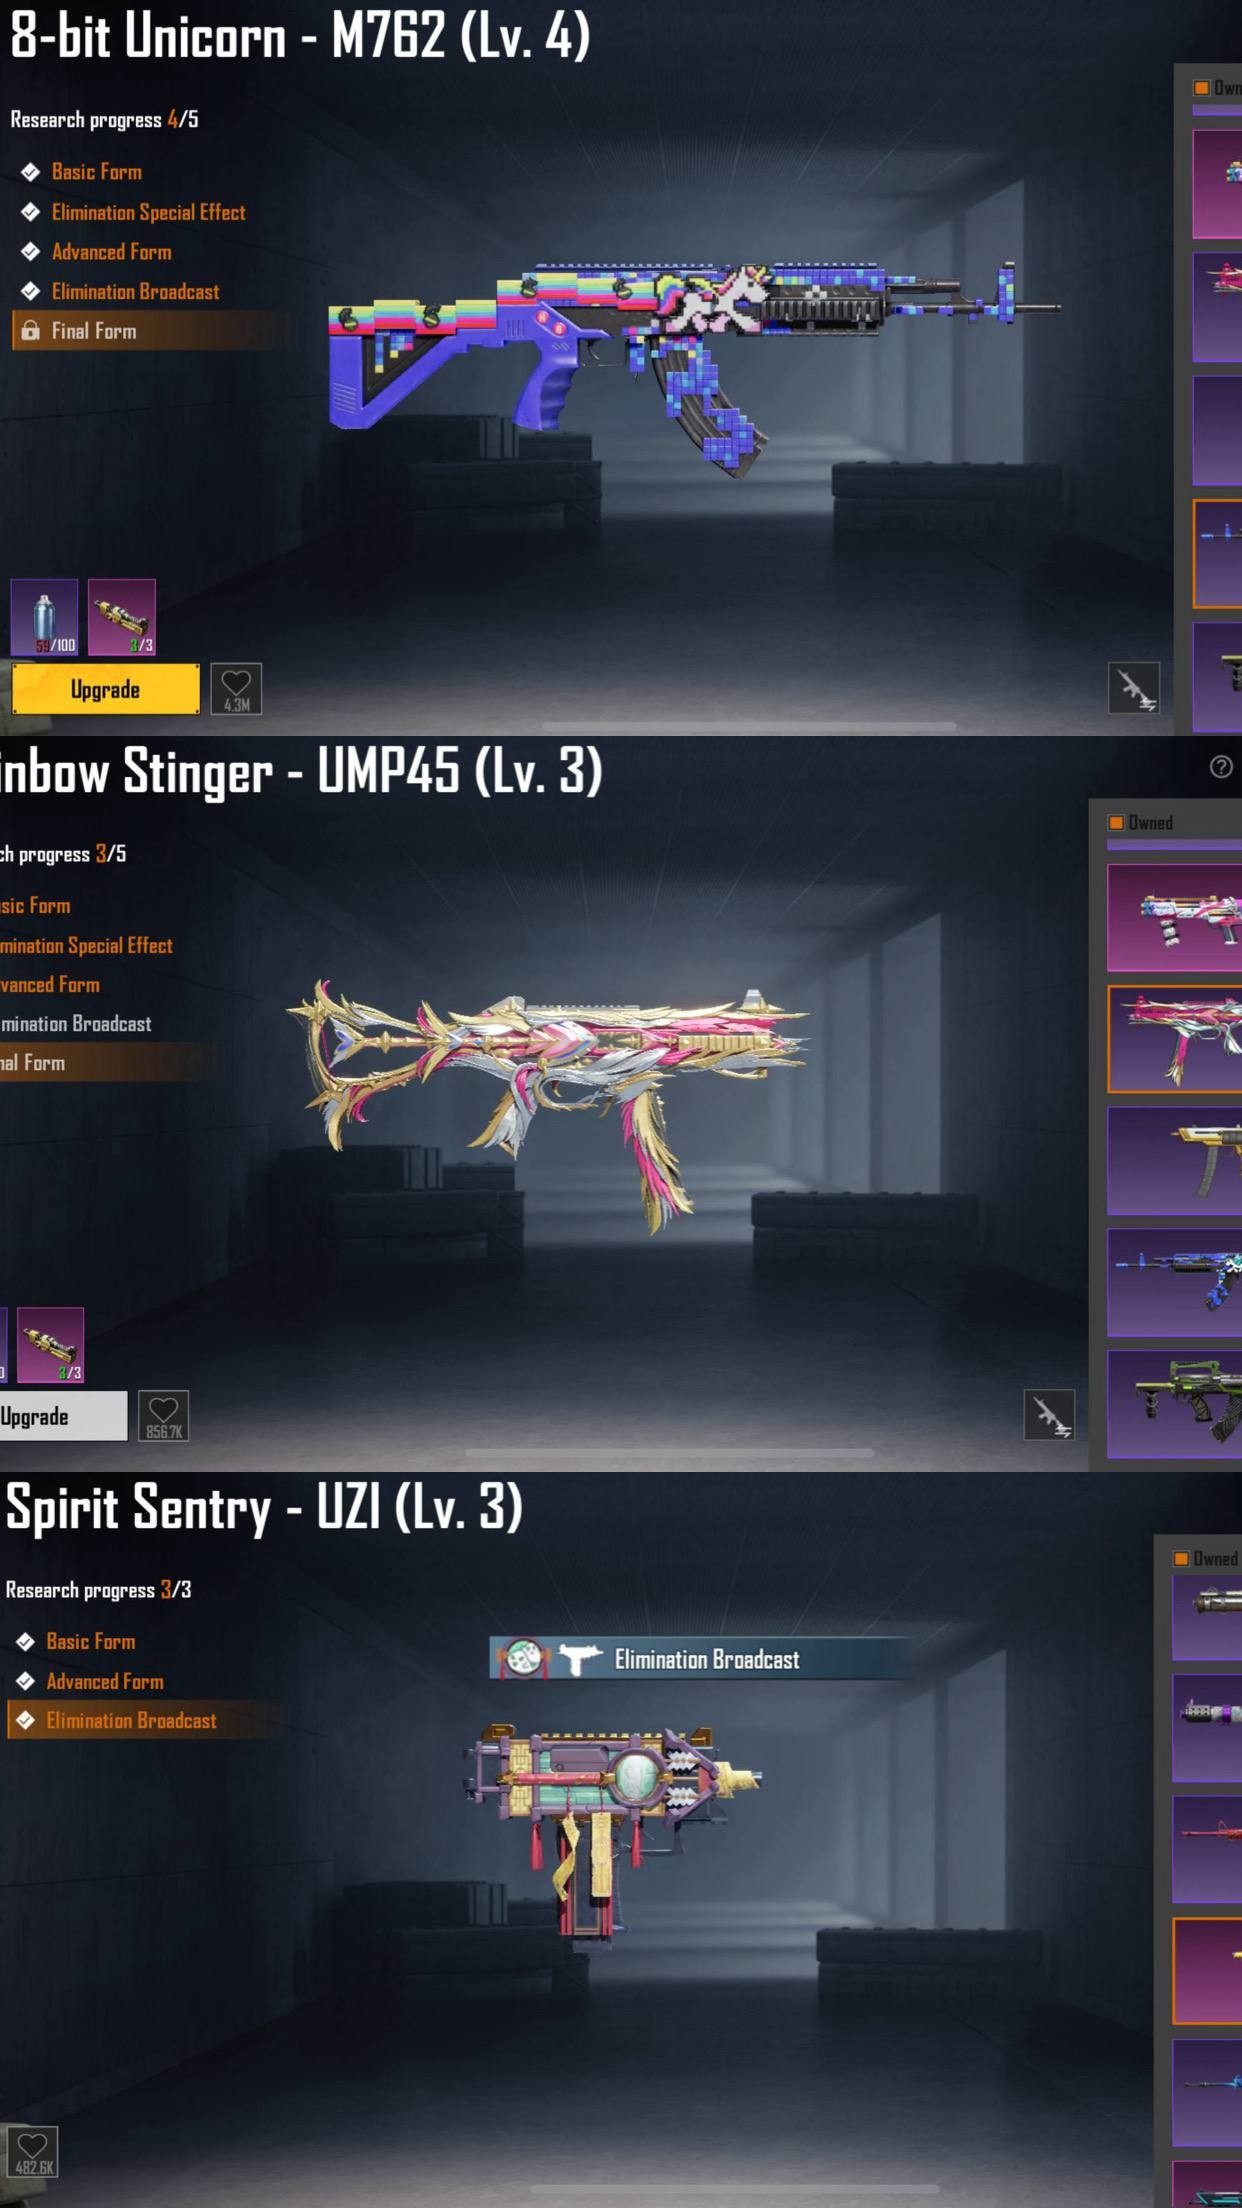 8-bit Unicorn - M762 (Lv. 4)
Own
Research progress 4/5
Basic Form
Elimination Special Effect
Advanced Form
Elimination Broadcast
Final Form
59/100
3/3
Upgrade
4.3M
inbow Stinger - UMP45 (Lv. 3)
Owned
ch progress 3/5
sic Form
mination Special Effect
vanced Form
mination Broadcast
nal Form
0
3/3
Upgrade
856.7K
Spirit Sentry - UZI (Lv. 3)
Owned
Research progress 3/3
Basic Form
Advanced Form
Elimination Broadcast
Elimination Broadcast
482.6K